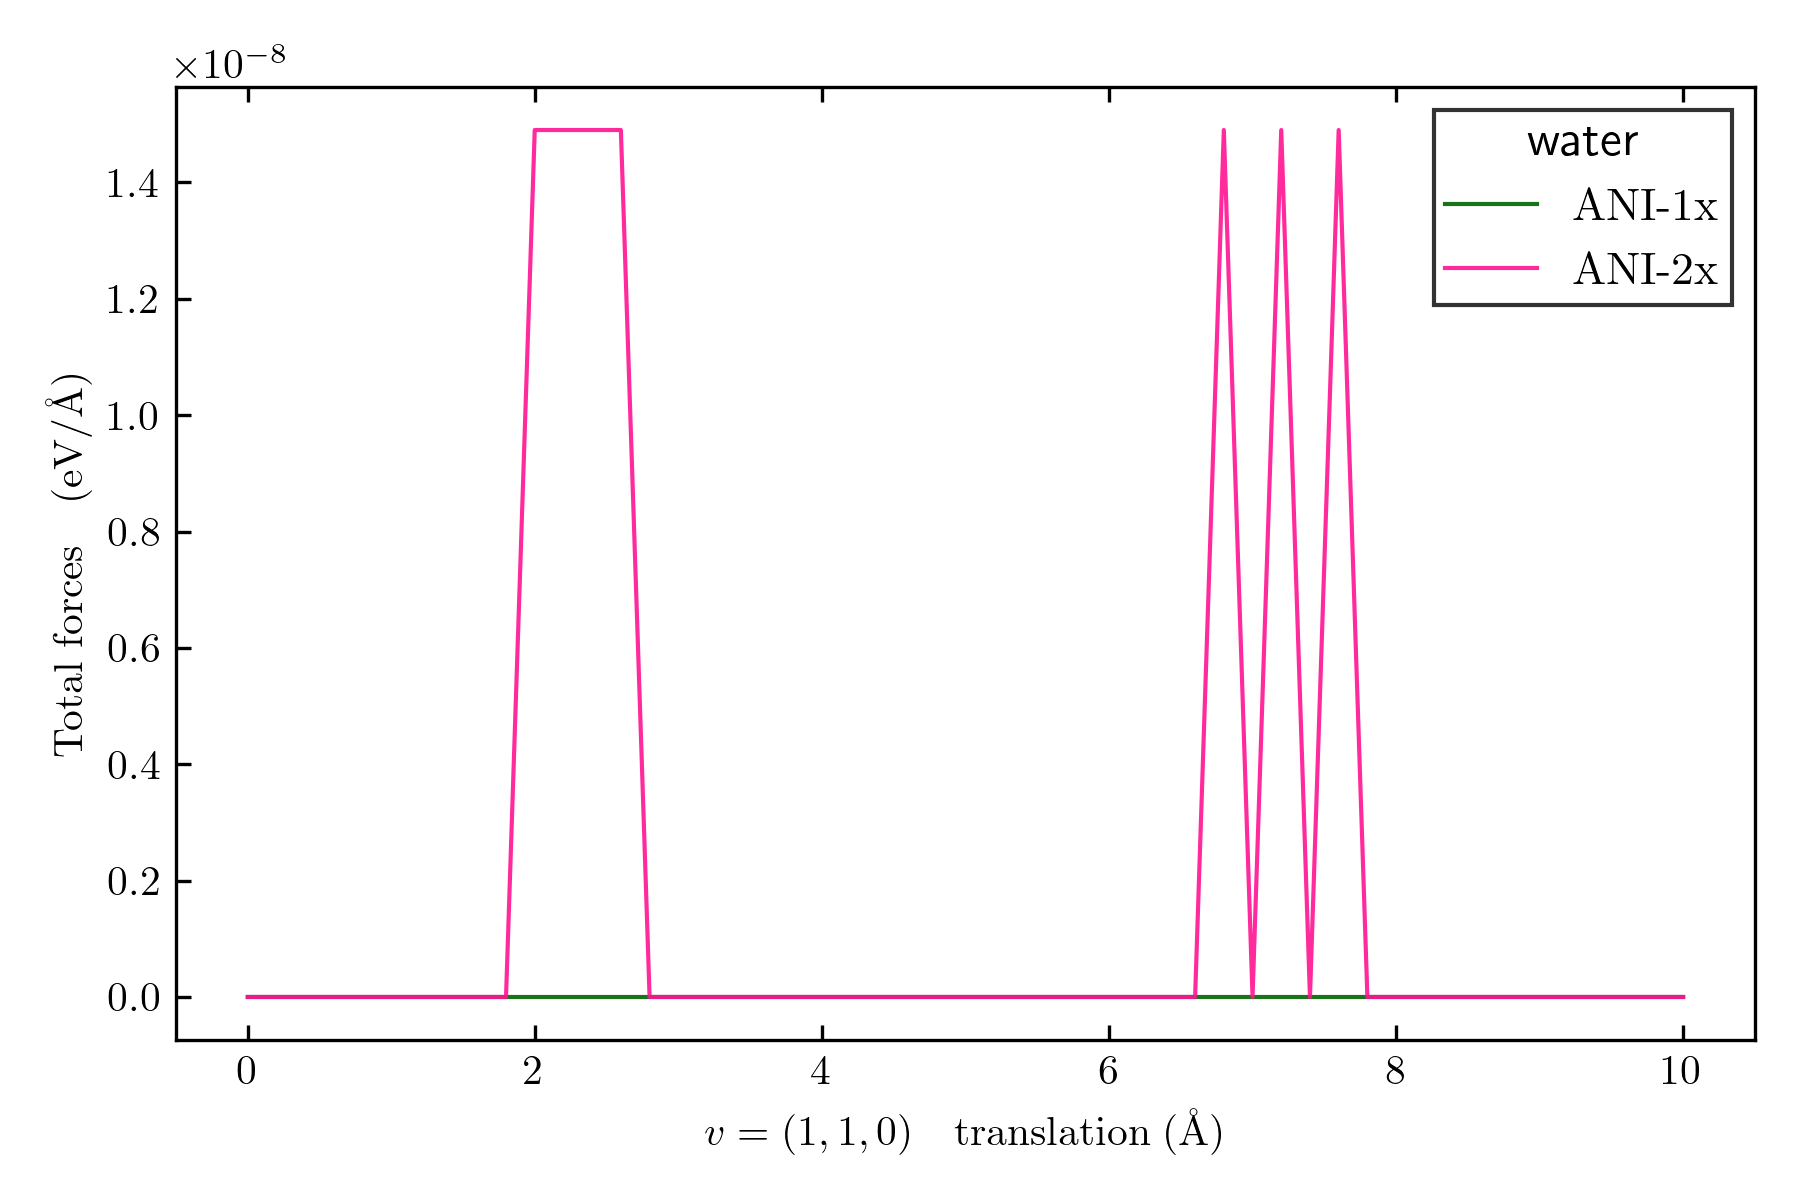 ×10⁻⁸
1.4
1.2
1.0
0.8
0.6
0.4
0.2
0.0
Total forces (eV/Å)
water
ANI-1x
ANI-2x
0 2 4 6 8 10
v = (1, 1, 0) translation (Å)